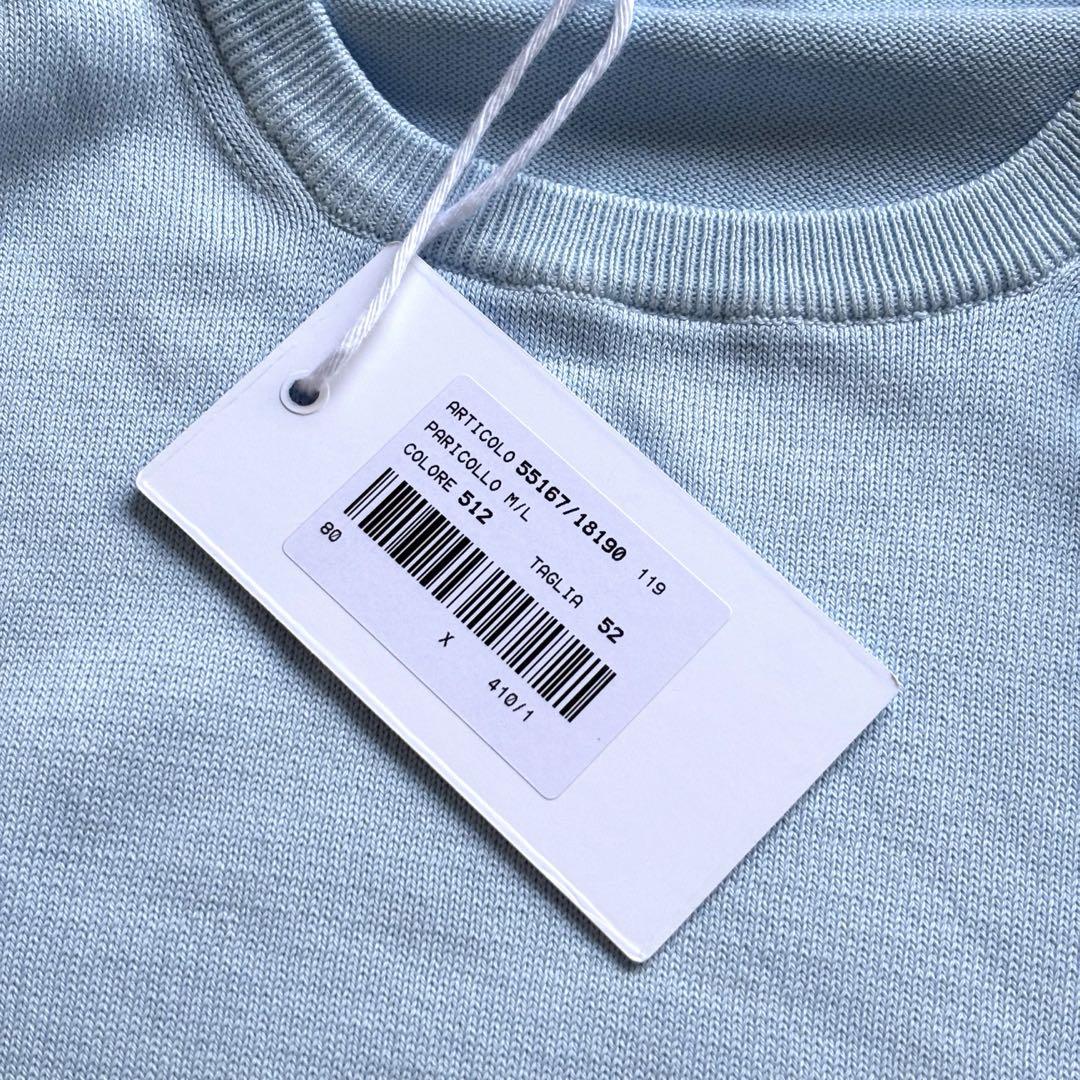 ARTICOLO 55167/18190 119
PARICOLLO M/L
COLORE 512 TAGLIA 52
80 X 410/1